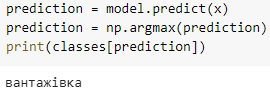 prediction = model.predict(x)
prediction = np.argmax(prediction)
print(classes[prediction])
вантажівка